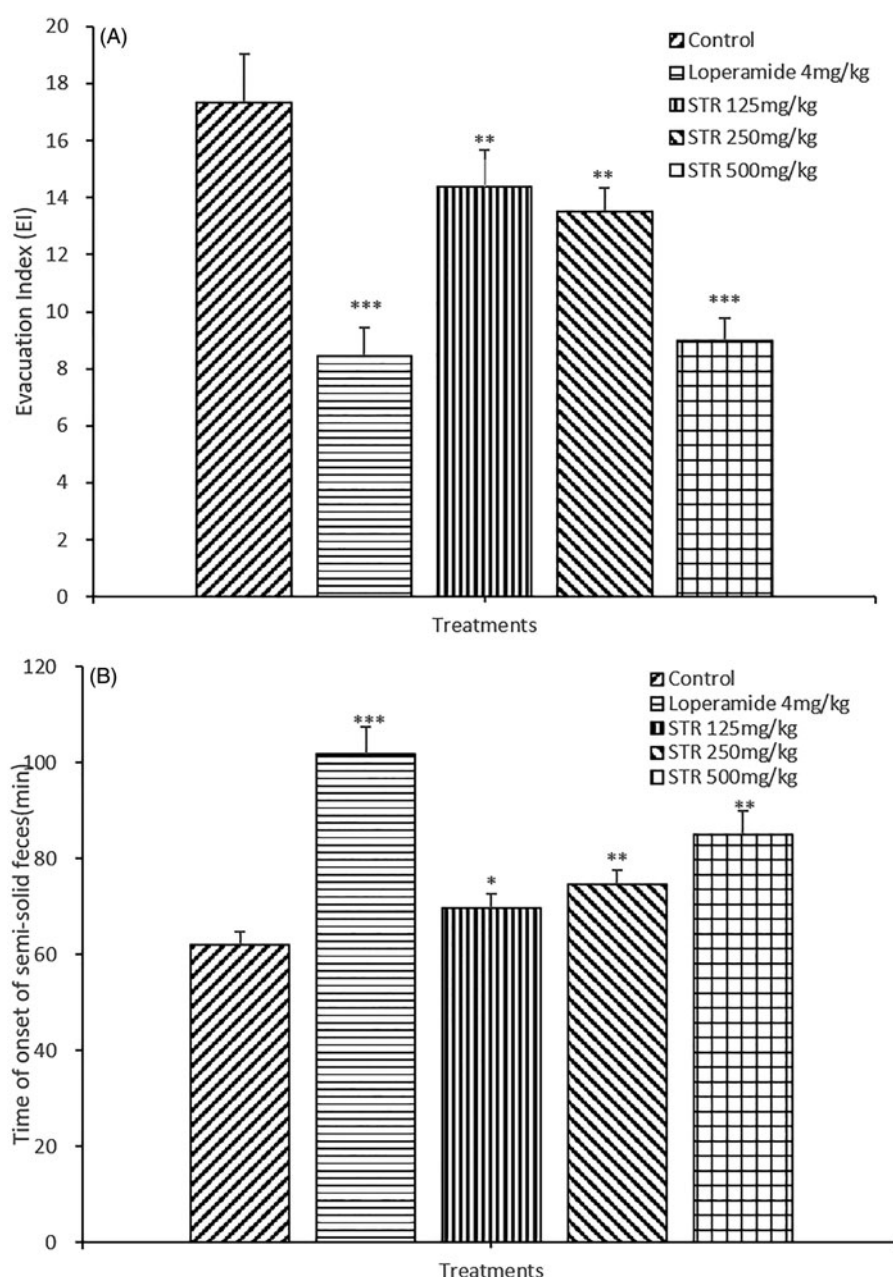 (A)
Evacuation Index (EI)
20
18
16
14
12
10
8
6
4
2
0
Control
Loperamide 4mg/kg
STR 125mg/kg
STR 250mg/kg
STR 500mg/kg
***
**
**
***
Treatments
(B)
Time of onset of semi-solid feces(min)
120
100
80
60
40
20
0
Control
Loperamide 4mg/kg
STR 125mg/kg
STR 250mg/kg
STR 500mg/kg
***
*
**
**
Treatments